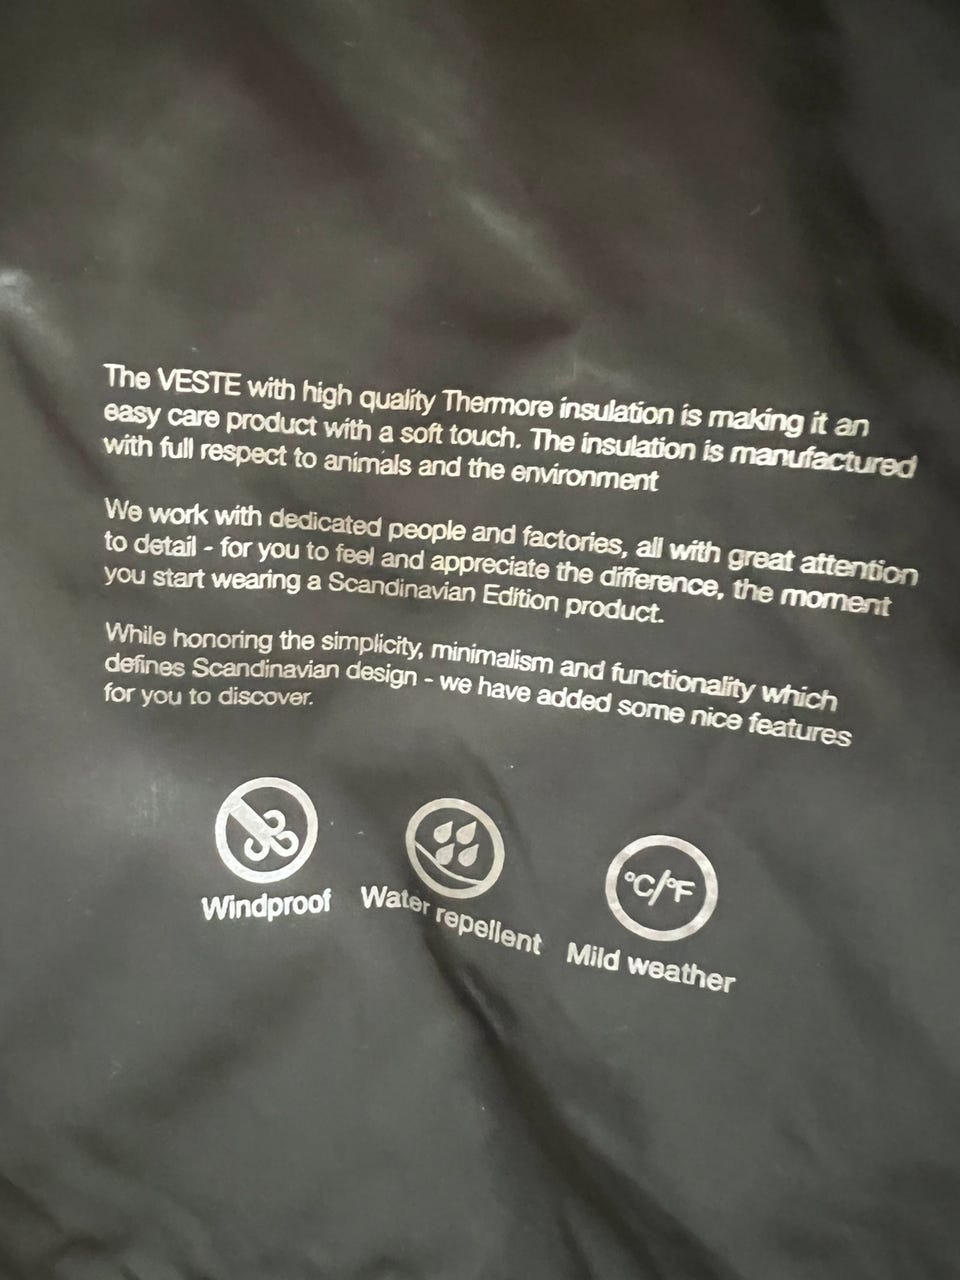 The VESTE with high quality Thermore insulation is making it an
easy care product with a soft touch. The insulation is manufactured
with full respect to animals and the environment
We work with dedicated people and factories, all with great attention
to detail - for you to feel and appreciate the difference, the moment
you start wearing a Scandinavian Edition product.
While honoring the simplicity, minimalism and functionality which
defines Scandinavian design - we have added some nice features
for you to discover.
°C/°F
Windproof
Water repellent
Mild weather